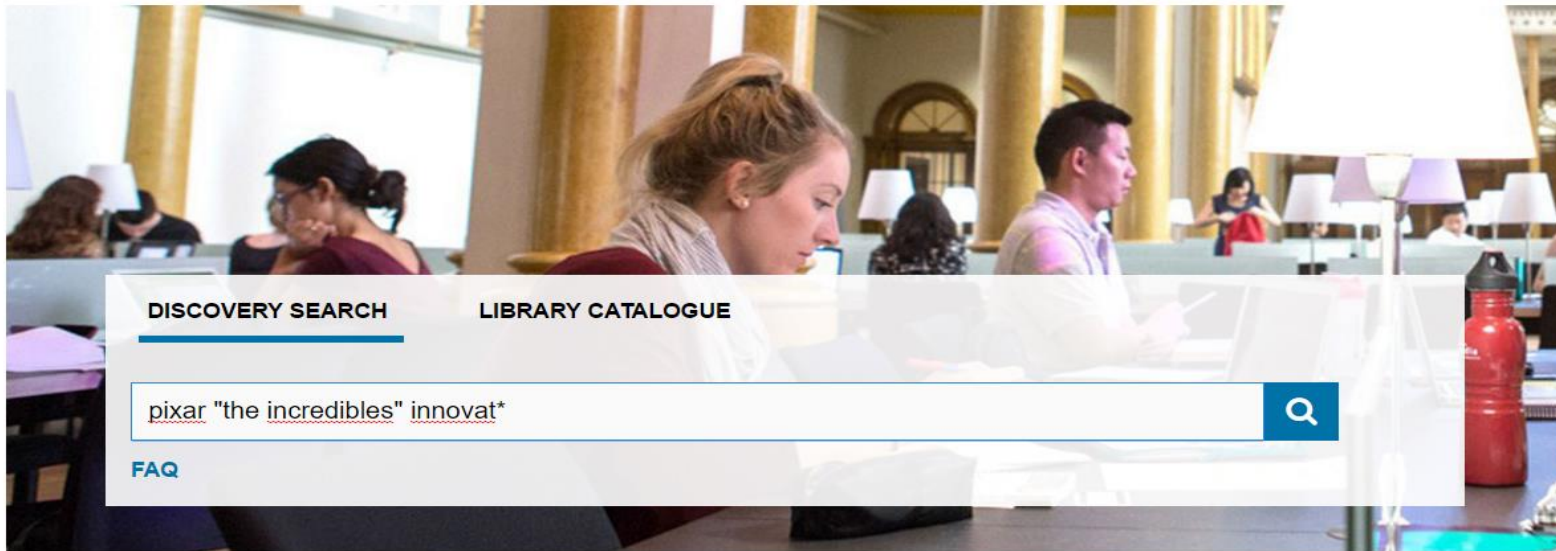 DISCOVERY SEARCH LIBRARY CATALOGUE
pixar "the incredibles" innovat*
FAQ